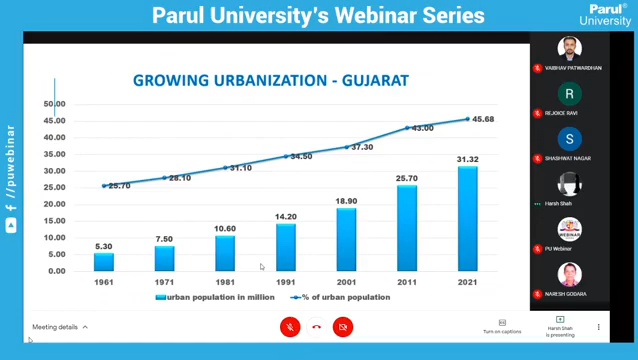 Parul University's Webinar Series
Parul®
University
f /puwebinar
GROWING URBANIZATION - GUJARAT
50.00
45.00
40.00
35.00
30.00
25.00
20.00
15.00
10.00
5.00
0.00
25.70
28.10
31.10
34.50
37.30
43.00
45.68
5.30
7.50
10.60
14.20
18.90
25.70
31.32
1961 1971 1981 1991 2001 2011 2021
urban population in million % of urban population
VAIBHAV PATWARDHAN
R
REJOICE RAVI
S
SHASHWAT NAGAR
Harsh Shah
WEBINAR
PU Webinar
NARESH GODARA
Meeting details
Turn on captions
Harsh Shah
is presenting